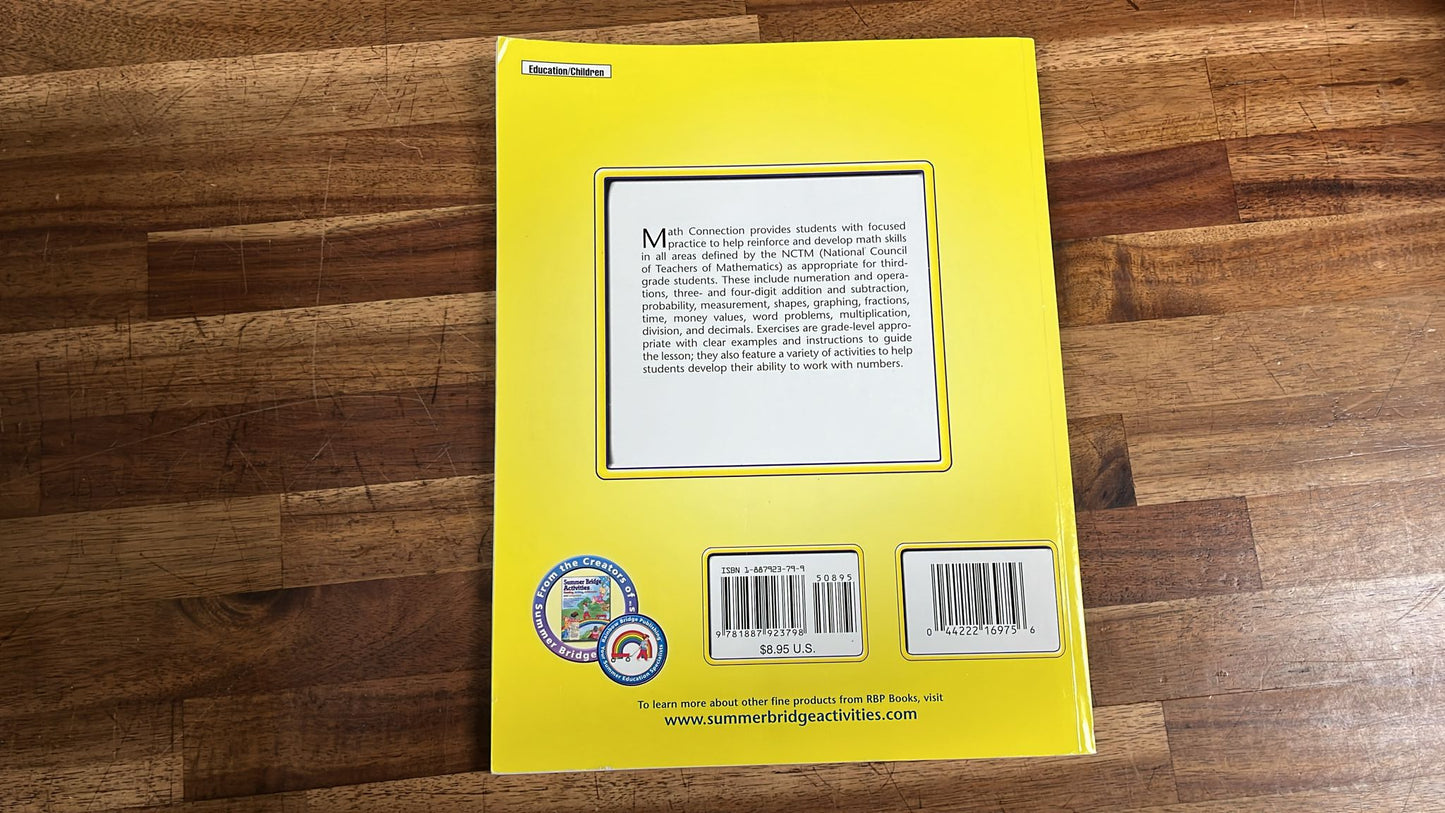 Education/Children
Math Connection provides students with focused
practice to help reinforce and develop math skills
in all areas defined by the NCTM (National Council
of Teachers of Mathematics) as appropriate for third-
grade students. These include numeration and opera-
tions, three- and four-digit addition and subtraction,
probability, measurement, shapes, graphing, fractions,
time, money values, word problems, multiplication,
division, and decimals. Exercises are grade-level appro-
priate with clear examples and instructions to guide
the lesson; they also feature a variety of activities to help
students develop their ability to work with numbers.
From the Creators of
Summer Bridge
Summer Bridge
Activities
Rainbow Bridge Publishing
Your Summer Education Specialists
ISBN 1-887923-79-9
50895
9 781887 923798
$8.95 U.S.
0 44222 16975 6
To learn more about other fine products from RBP Books, visit
www.summerbridgeactivities.com